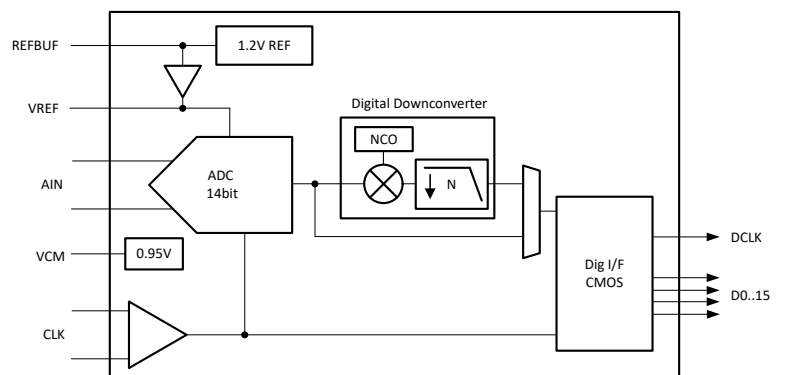 REFBUF
1.2V REF
VREF
Digital Downconverter
NCO
ADC
14bit
N
AIN
VCM
0.95V
Dig I/F
CMOS
DCLK
D0..15
CLK